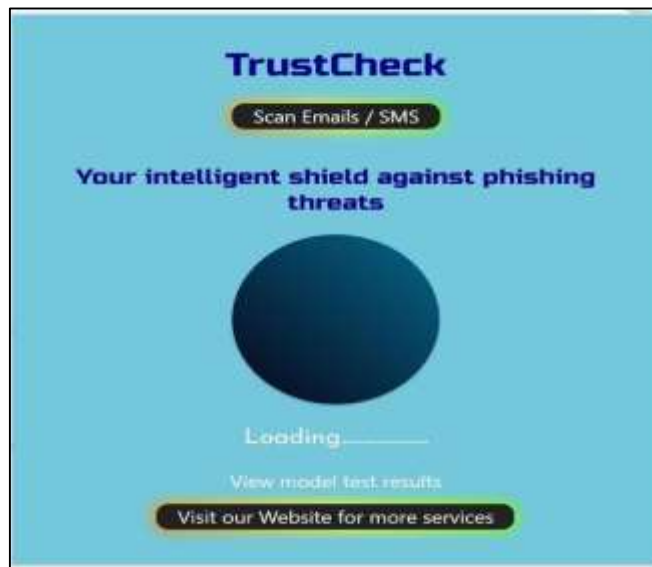 TrustCheck
Scan Emails / SMS
Your intelligent shield against phishing
threats
Loading..............
View model test results
Visit our Website for more services